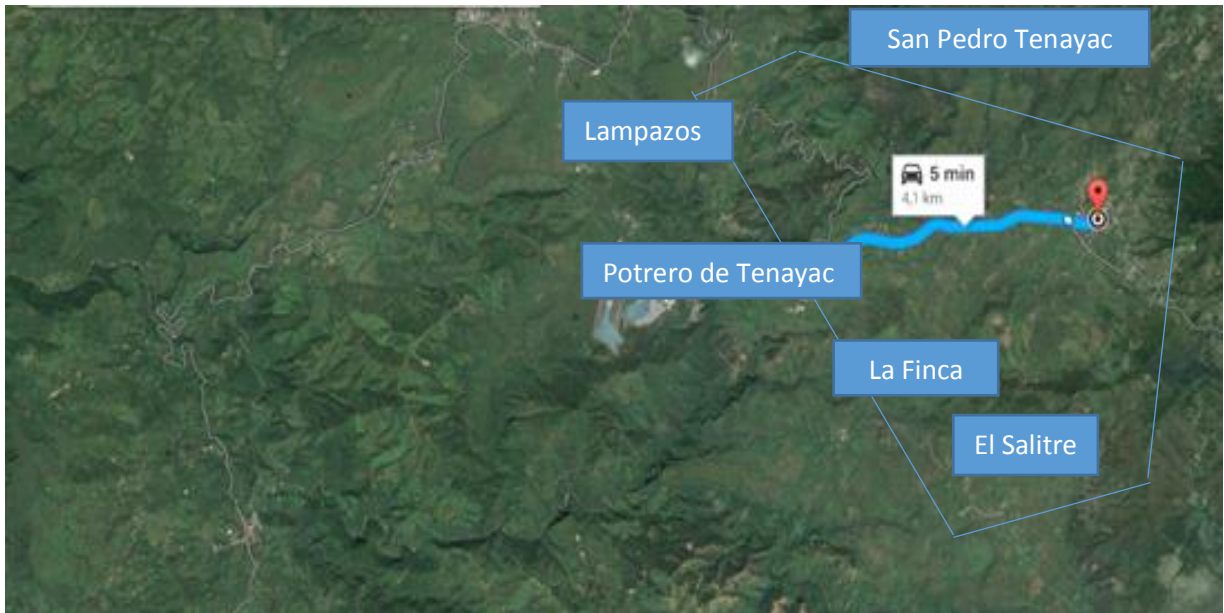 San Pedro Tenayac
Lampazos
5 min
4,1 km
Potrero de Tenayac
La Finca
El Salitre